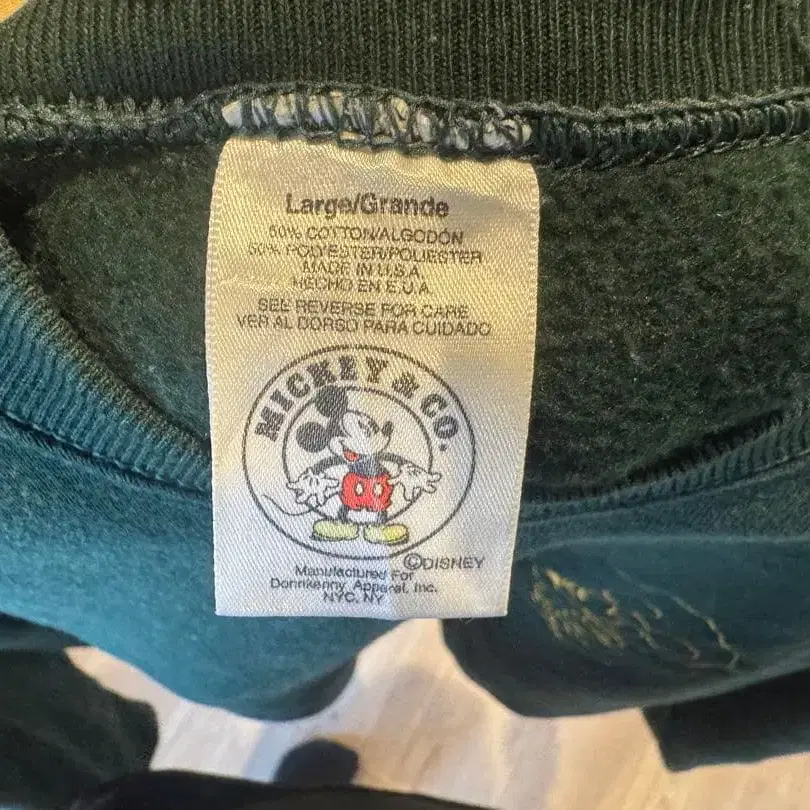 Large/Grande
50% COTTON/ALGODÓN
50% POLYESTER/POLIESTER
MADE IN U.S.A.
HECHO EN E.U.A.
SEE REVERSE FOR CARE
VER AL DORSO PARA CUIDADO
MICKEY & CO.
©DISNEY
Manufactured For
Donnkenny Apparel, Inc.
NYC, NY